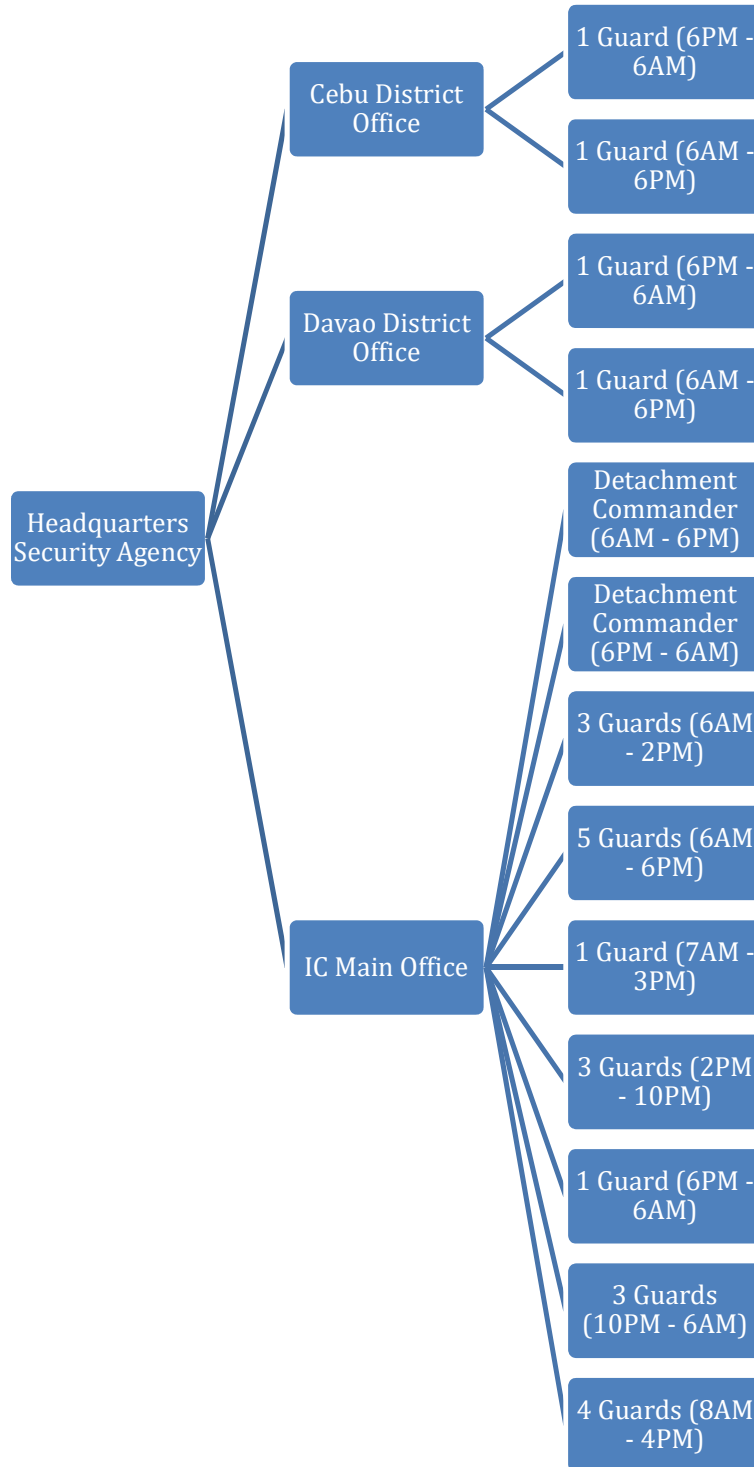 Headquarters
Security Agency
Cebu District
Office
1 Guard (6PM -
6AM)
1 Guard (6AM -
6PM)
Davao District
Office
1 Guard (6PM -
6AM)
1 Guard (6AM -
6PM)
IC Main Office
Detachment
Commander
(6AM - 6PM)
Detachment
Commander
(6PM - 6AM)
3 Guards (6AM
- 2PM)
5 Guards (6AM
- 6PM)
1 Guard (7AM -
3PM)
3 Guards (2PM
- 10PM)
1 Guard (6PM -
6AM)
3 Guards
(10PM - 6AM)
4 Guards (8AM
- 4PM)